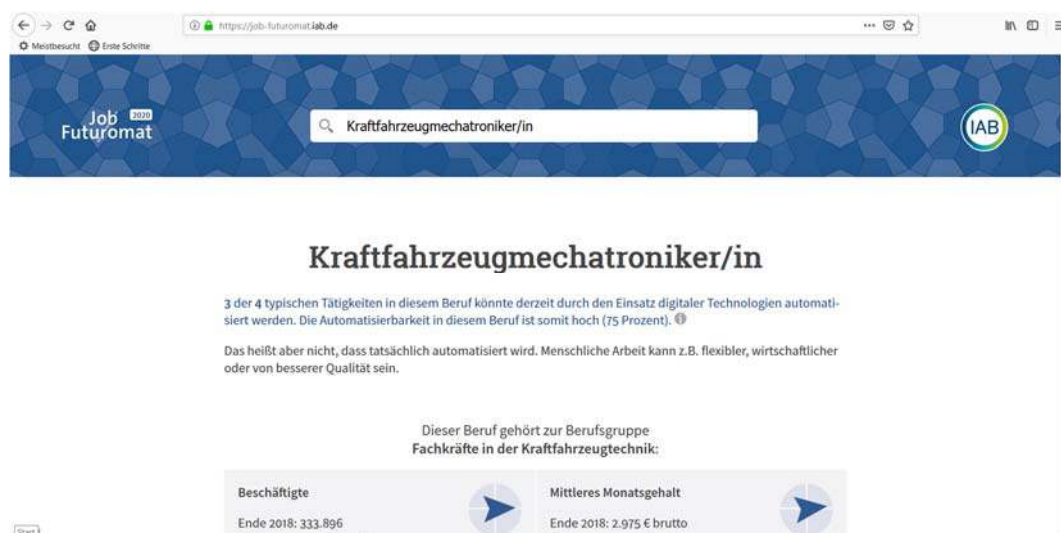 https://job-futuromat.iab.de
Meistbesucht Erste Schritte
Job 2020
Futuromat
Kraftfahrzeugmechatroniker/in
IAB
Kraftfahrzeugmechatroniker/in
3 der 4 typischen Tätigkeiten in diesem Beruf könnte derzeit durch den Einsatz digitaler Technologien automati-
siert werden. Die Automatisierbarkeit in diesem Beruf ist somit hoch (75 Prozent).
Das heißt aber nicht, dass tatsächlich automatisiert wird. Menschliche Arbeit kann z.B. flexibler, wirtschaftlicher
oder von besserer Qualität sein.
Dieser Beruf gehört zur Berufsgruppe
Fachkräfte in der Kraftfahrzeugtechnik:
Beschäftigte
Ende 2018: 333.896
Mittleres Monatsgehalt
Ende 2018: 2.975 € brutto
Start